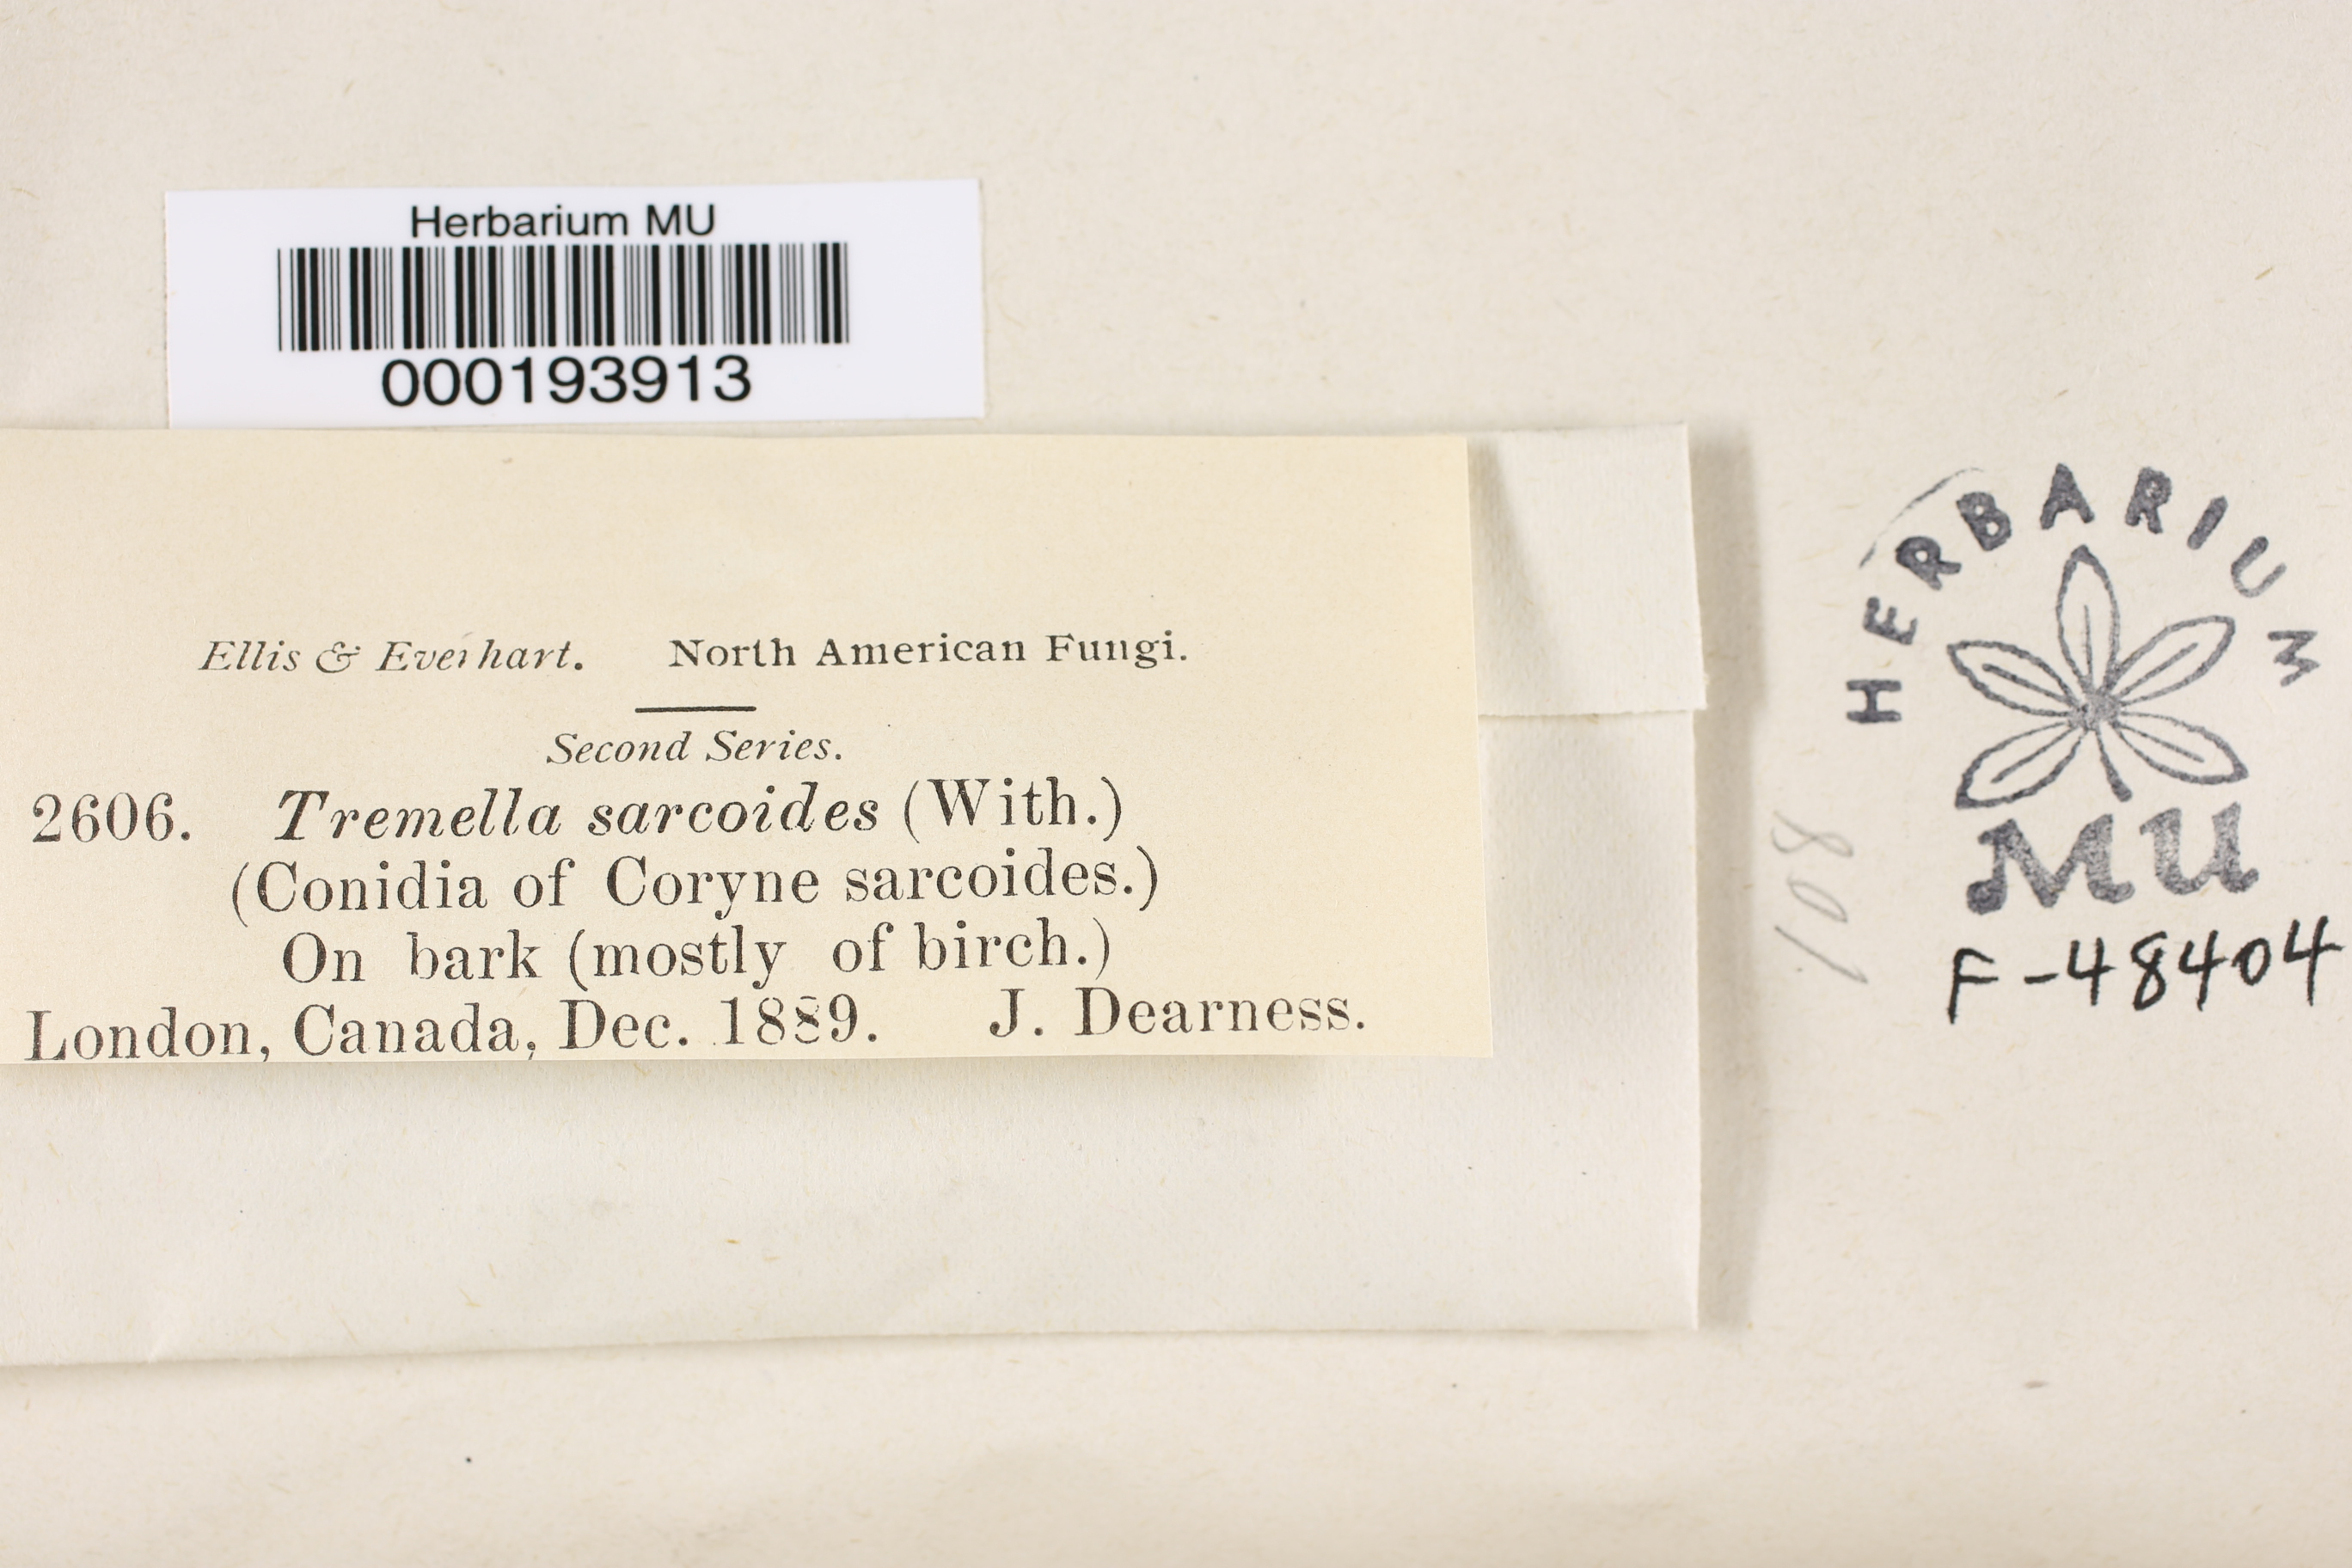 Herbarium MU
000193913
Ellis & Everhart. North American Fungi.
Second Series.
2606. Tremella sarcoides (With.)
(Conidia of Coryne sarcoides.)
On bark (mostly of birch.)
London, Canada, Dec. 1889. J. Dearness.
HERBARIUM
MU
F-48404
108